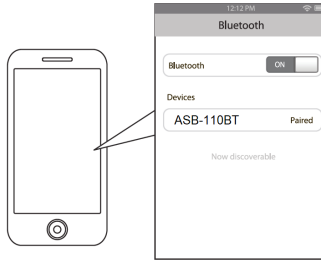 12:12 PM
Bluetooth
Bluetooth ON
Devices
ASB-110BT Paired
Now discoverable